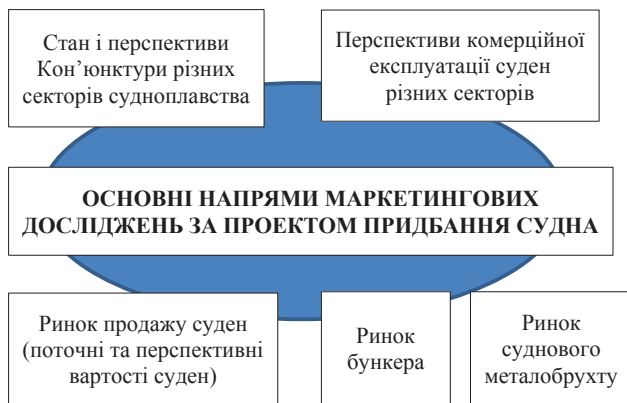 Стан і перспективи
Кон’юнктури різних
секторів судноплавства
Перспективи комерційної
експлуатації суден
різних секторів
ОСНОВНІ НАПРЯМИ МАРКЕТИНГОВИХ
ДОСЛІДЖЕНЬ ЗА ПРОЕКТОМ ПРИДБАННЯ СУДНА
Ринок продажу суден
(поточні та перспективні
вартості суден)
Ринок
бункера
Ринок
суднового
металобрухту